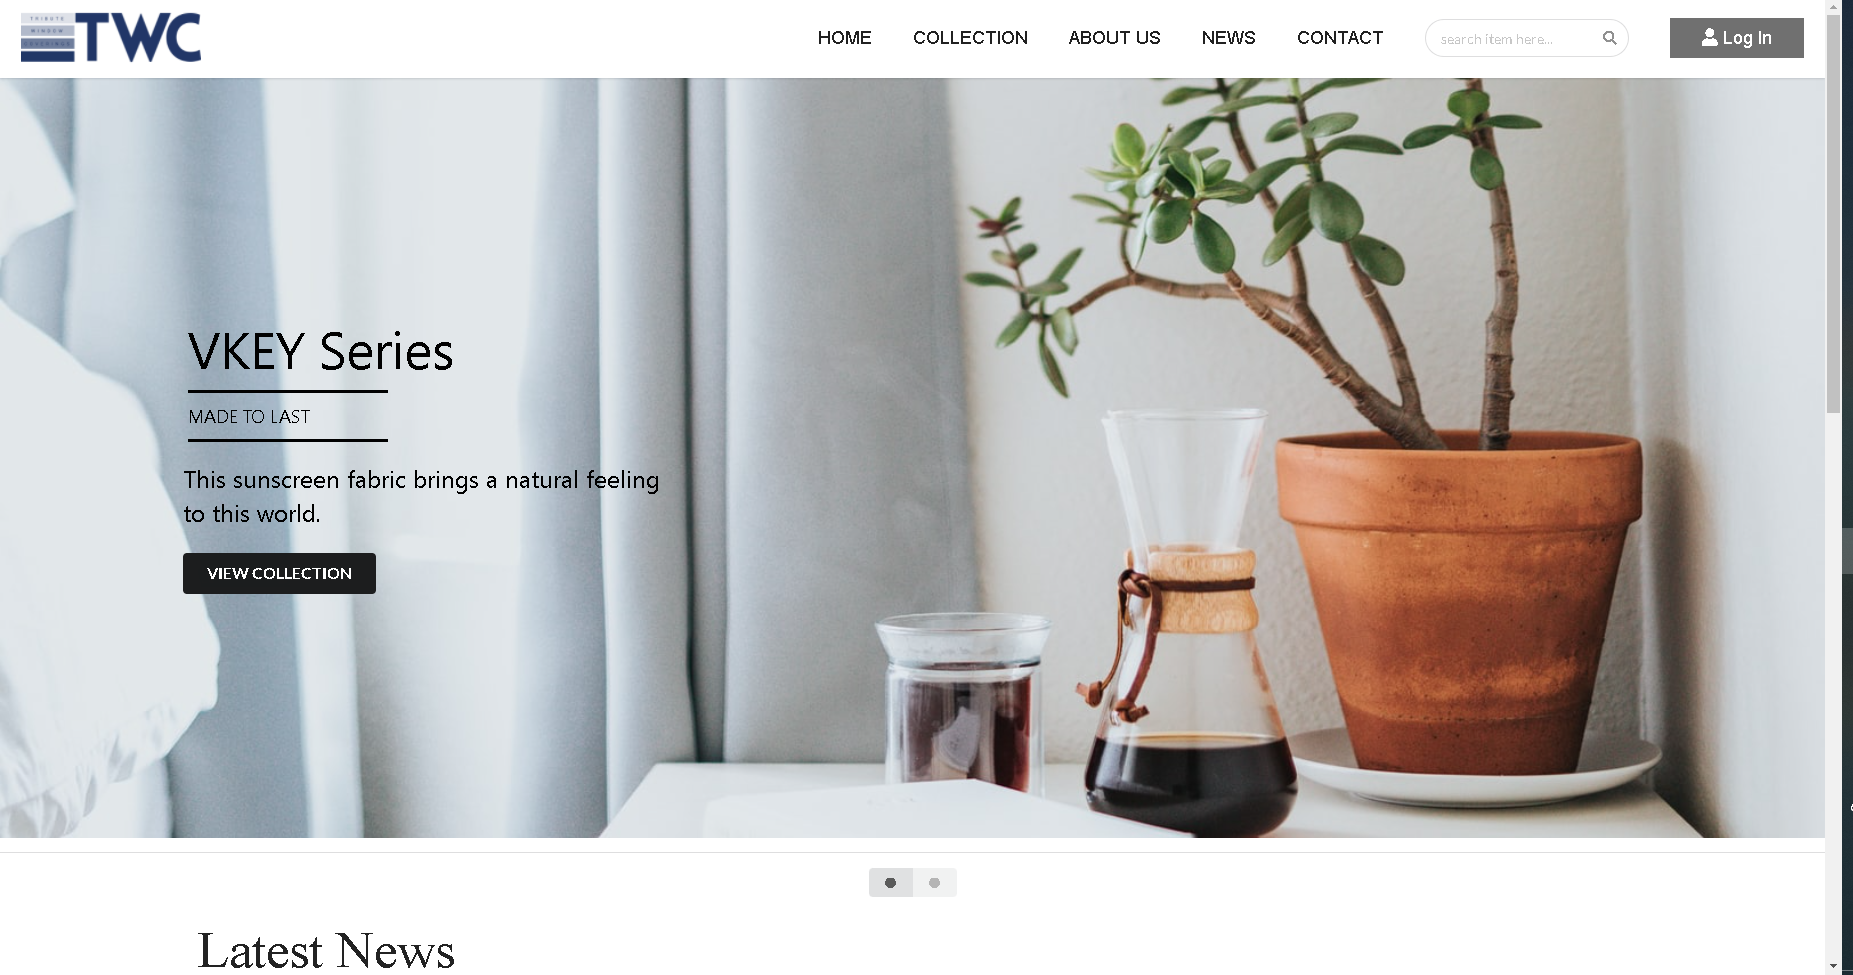 TRIBUTE
WINDOW
COVERINGS
TWC
HOME
COLLECTION
ABOUT US
NEWS
CONTACT
search item here...
Log In
VKEY Series
MADE TO LAST
This sunscreen fabric brings a natural feeling
to this world.
VIEW COLLECTION
Latest News